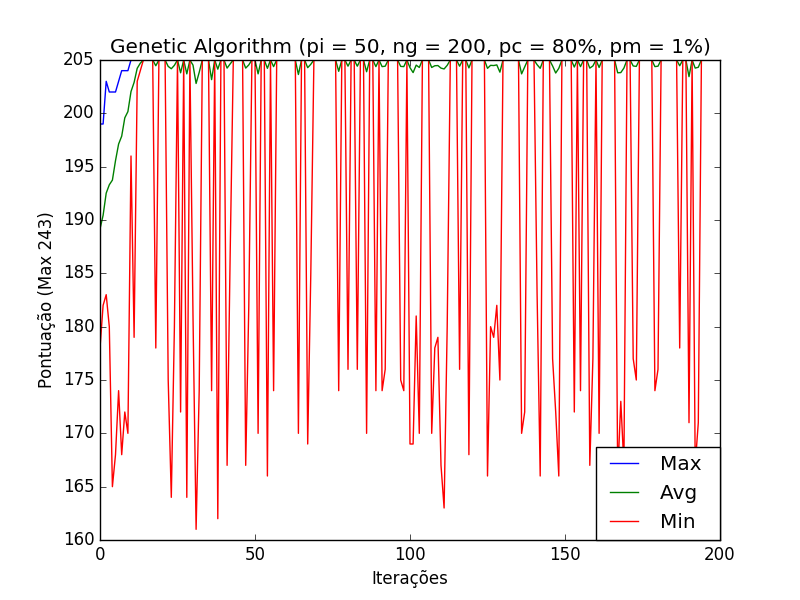 Genetic Algorithm (pi = 50, ng = 200, pc = 80%, pm = 1%)
205
200
195
190
185
180
175
170
165
160
Pontuação (Max 243)
Max
Avg
Min
0
50
100
150
200
Iterações